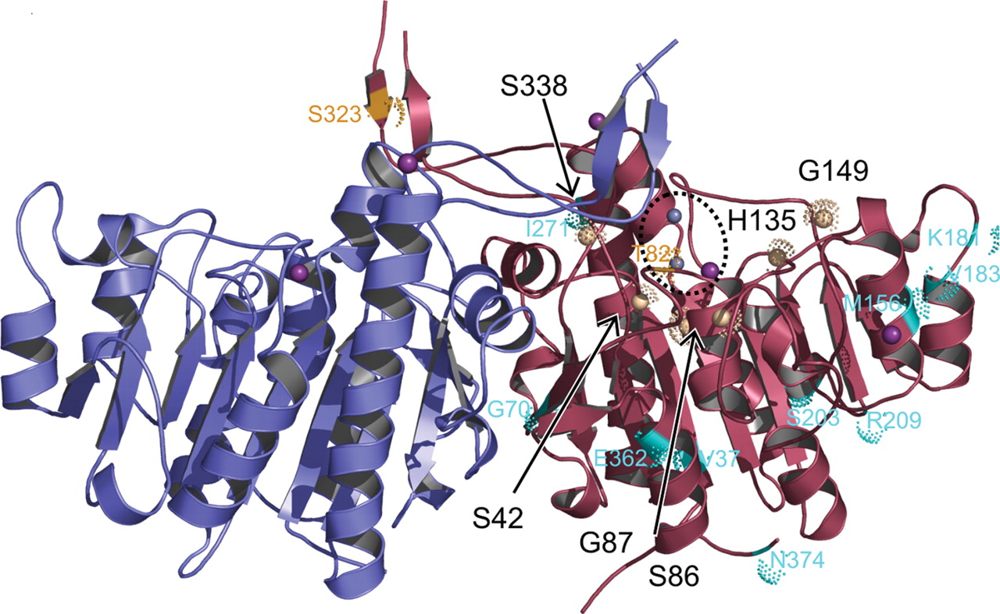 S338
S323
G149
H135
I271
K181
T82
V183
M156
G70
S203
R209
E362
V37
S42
G87
S86
N374